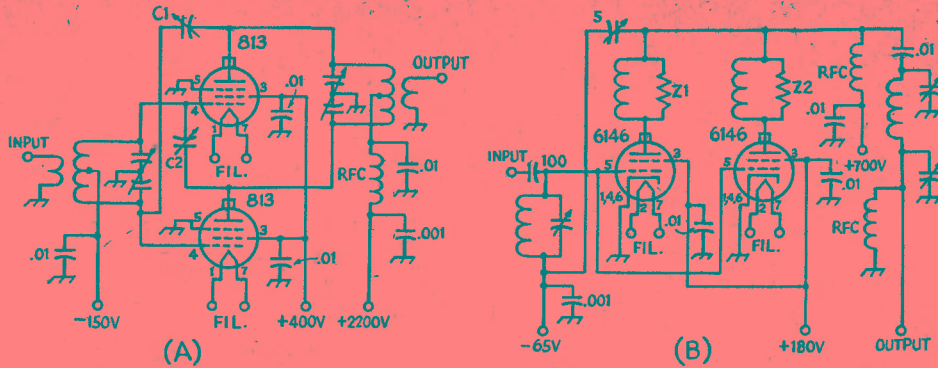 C1
813
5
3
.01
4
1
7
FIL.
C2
INPUT
OUTPUT
.01
RFC
.001
813
5
3
4
.01
1
7
FIL.
.01
-150V
+400V
+2200V
(A)
5
Z1
Z2
RFC
.01
.01
+700V
6146
6146
INPUT
100
5
3
5
3
1,4,6
2
7
FIL.
.01
1,4,6
2
7
FIL.
.01
RFC
.001
-65V
+180V
OUTPUT
(B)